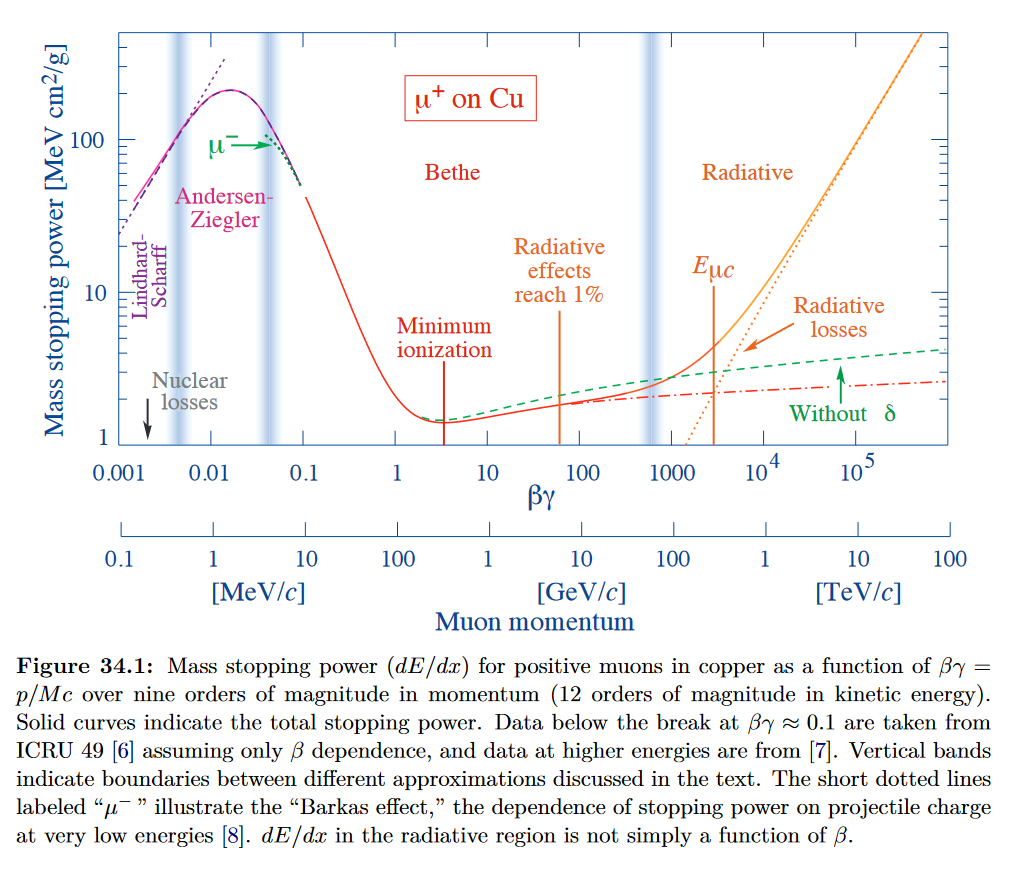 Mass stopping power [MeV cm²/g]
100
10
1
μ⁺ on Cu
μ⁻
Bethe
Radiative
Andersen-
Ziegler
Lindhard-
Scharff
Radiative
effects
reach 1%
Eμc
Minimum
ionization
Radiative
losses
Nuclear
losses
Without δ
0.001 0.01 0.1 1 10 100 1000 10⁴ 10⁵
βγ
0.1 1 10 100 1 10 100 1 10 100
[MeV/c] [GeV/c] [TeV/c]
Muon momentum
Figure 34.1: Mass stopping power (dE/dx) for positive muons in copper as a function of βγ =
p/Mc over nine orders of magnitude in momentum (12 orders of magnitude in kinetic energy).
Solid curves indicate the total stopping power. Data below the break at βγ ≈ 0.1 are taken from
ICRU 49 [6] assuming only β dependence, and data at higher energies are from [7]. Vertical bands
indicate boundaries between different approximations discussed in the text. The short dotted lines
labeled “μ⁻ ” illustrate the “Barkas effect,” the dependence of stopping power on projectile charge
at very low energies [8]. dE/dx in the radiative region is not simply a function of β.